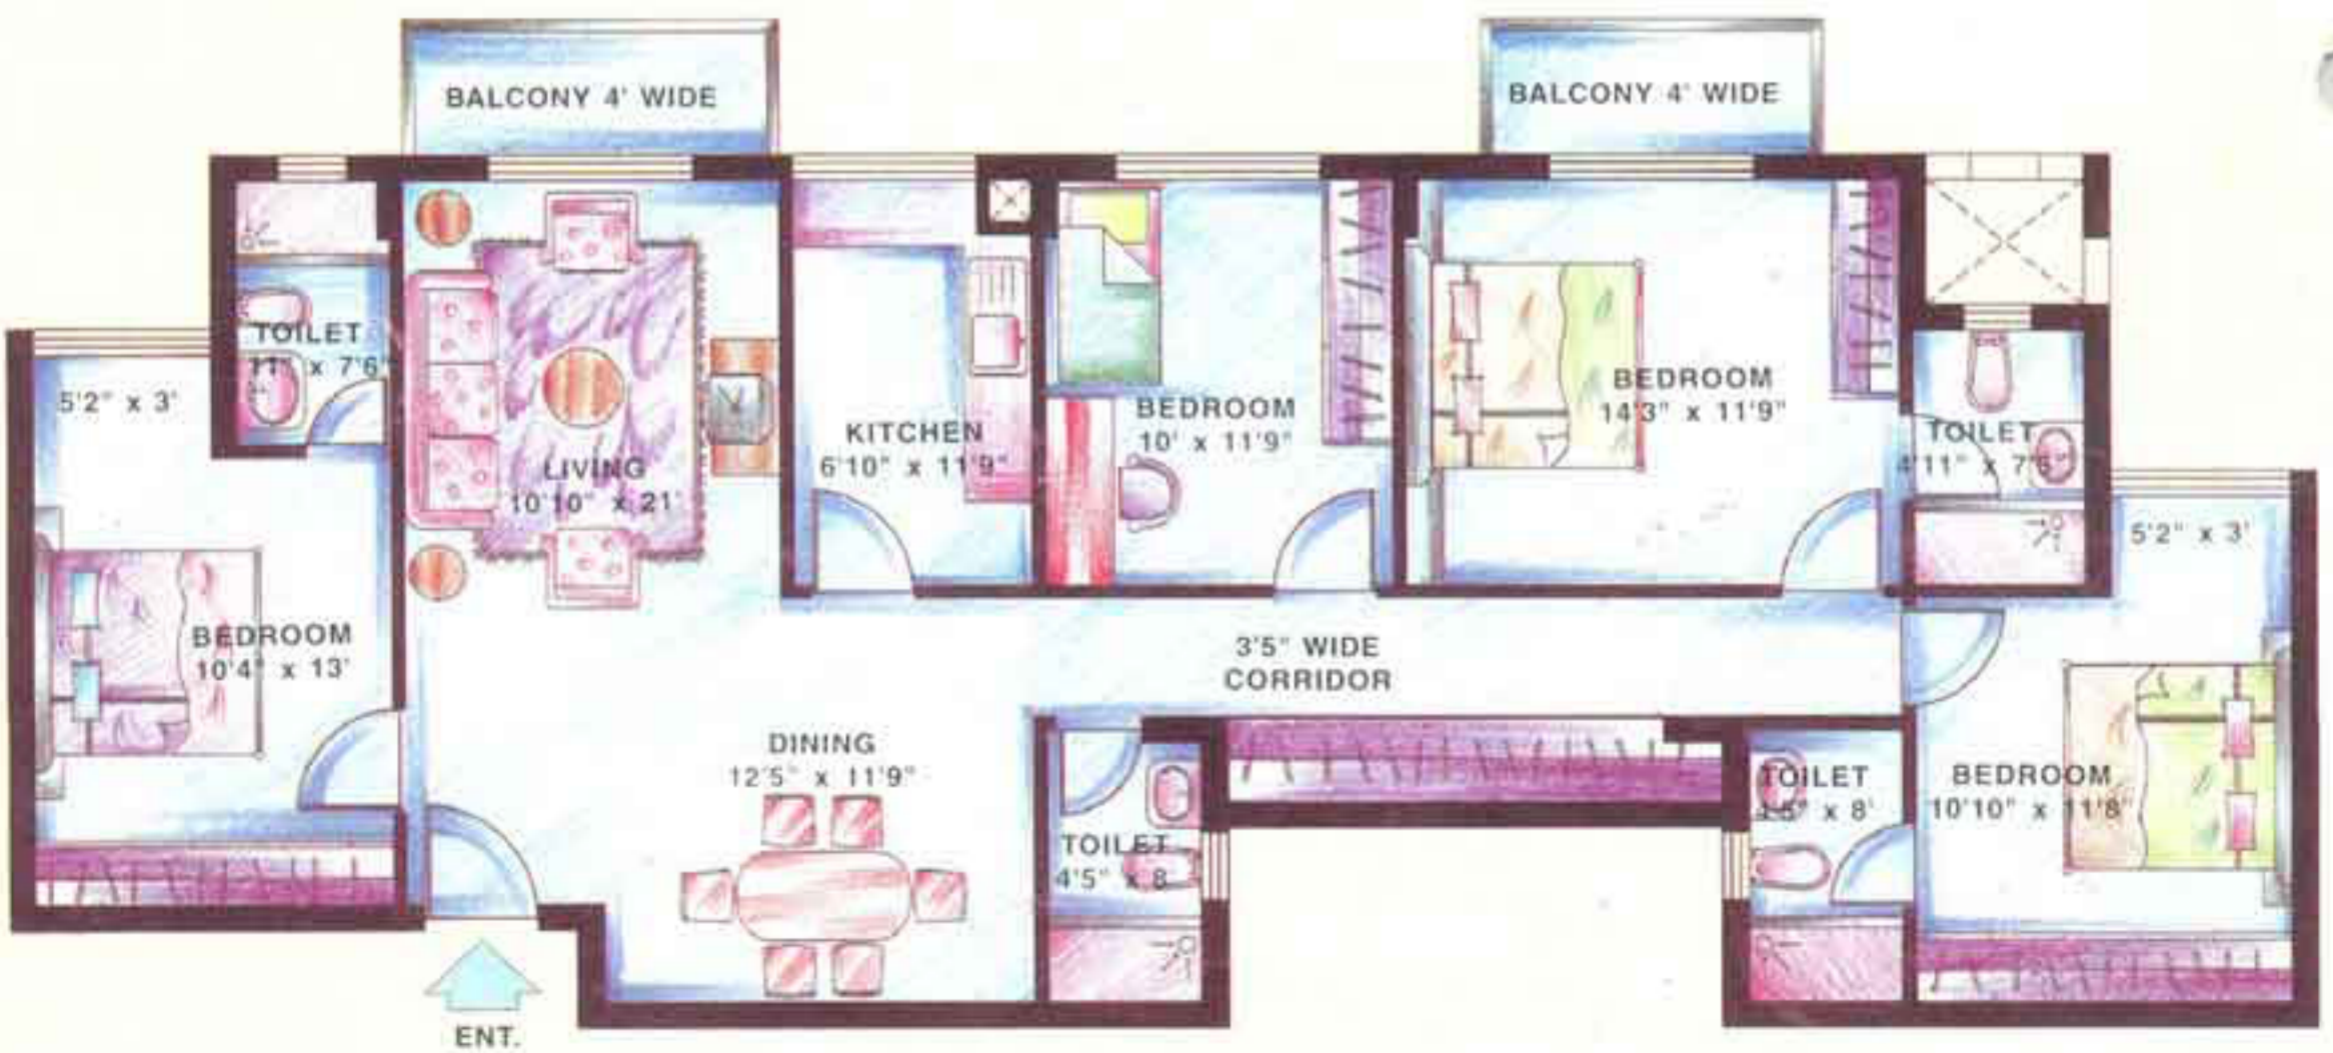 BALCONY 4' WIDE
BALCONY 4' WIDE
TOILET
x 7'6"
5'2" x 3'
LIVING
10'10" x 21'
KITCHEN
6'10" x 11'9"
BEDROOM
10' x 11'9"
BEDROOM
14'3" x 11'9"
TOILET
4'11" x 7'6"
5'2" x 3'
BEDROOM
10'4" x 13'
3'5" WIDE
CORRIDOR
DINING
12'5" x 11'9"
TOILET
4'5" x 8
TOILET
x 8'
BEDROOM
10'10" x 11'8"
ENT.